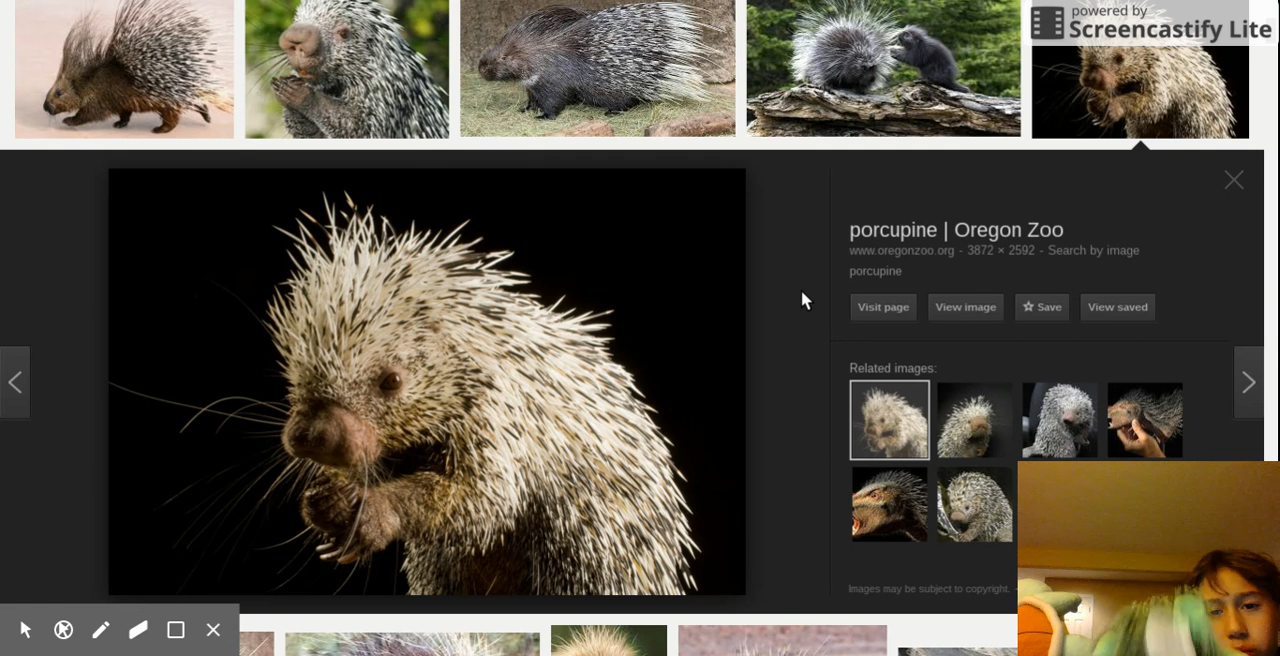 powered by
Screencastify Lite
porcupine | Oregon Zoo
www.oregonzoo.org - 3872 × 2592 - Search by image
porcupine
Visit page
View image
Save
View saved
Related images:
Images may be subject to copyright.